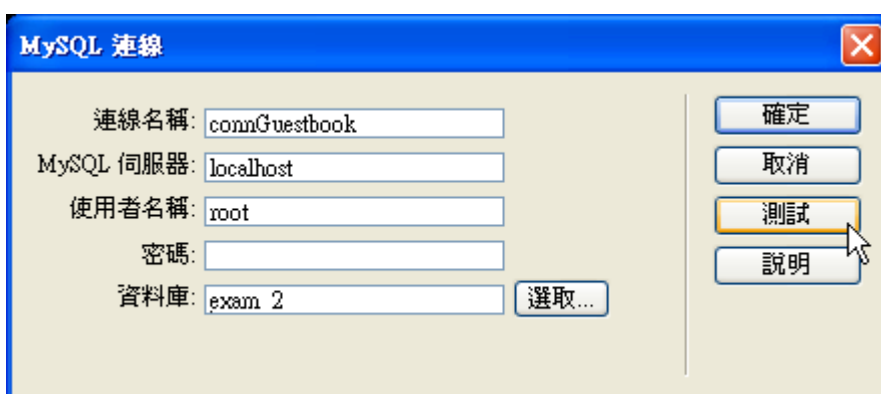 MySQL 連線
連線名稱: connGuestbook
MySQL 伺服器: localhost
使用者名稱: root
密碼:
資料庫: exam_2 選取...
確定
取消
測試
說明